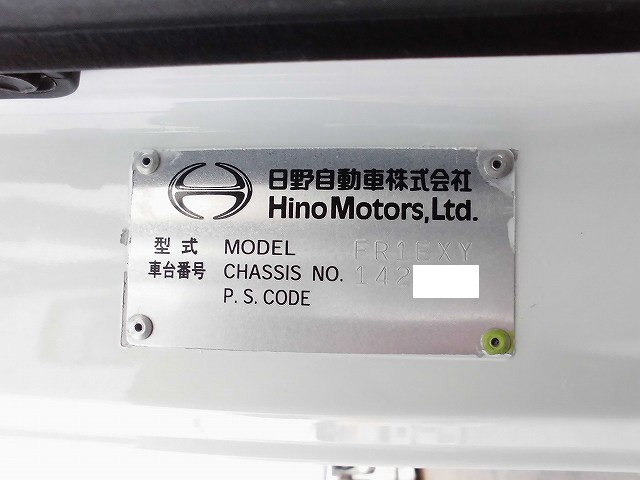 日野自動車株式会社
Hino Motors, Ltd.
型式 MODEL FR1EXY
車台番号 CHASSIS NO. 142
P.S.CODE